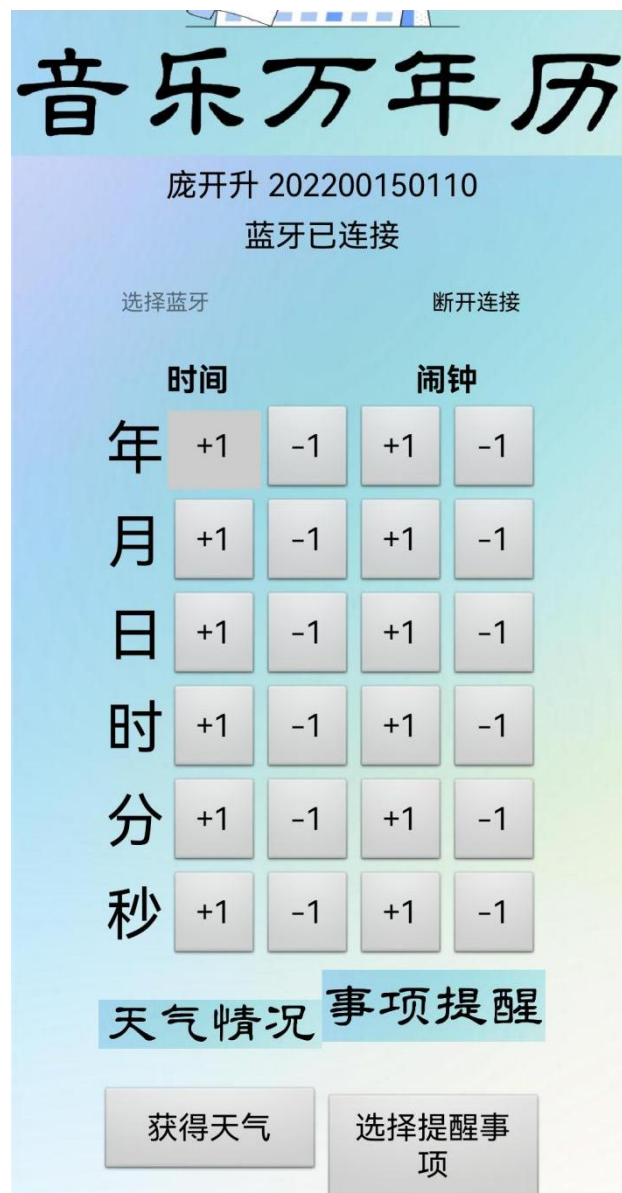 音乐万年历
庞开升 202200150110
蓝牙已连接
选择蓝牙 断开连接
时间 闹钟
年 +1 -1 +1 -1
月 +1 -1 +1 -1
日 +1 -1 +1 -1
时 +1 -1 +1 -1
分 +1 -1 +1 -1
秒 +1 -1 +1 -1
天气情况 事项提醒
获得天气 选择提醒事
项